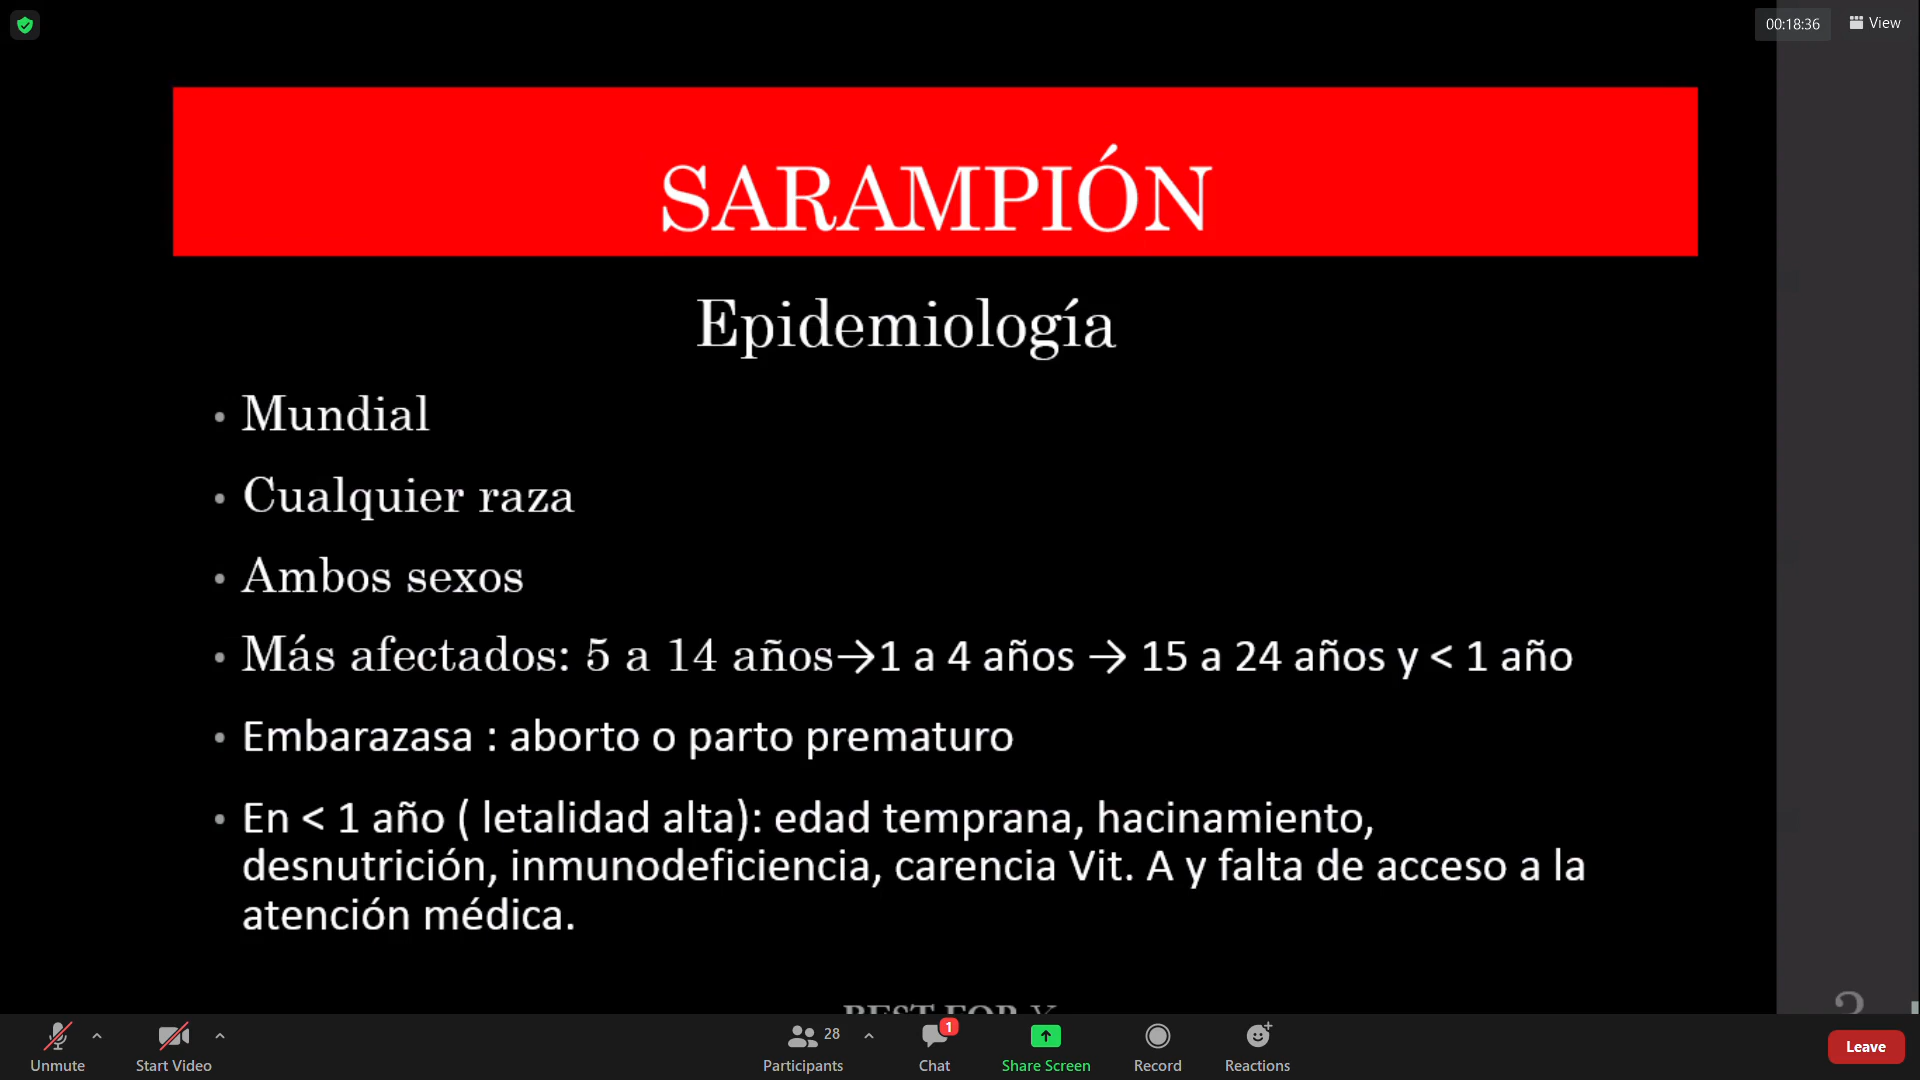 00:18:36 View
SARAMPIÓN
Epidemiología
• Mundial
• Cualquier raza
• Ambos sexos
• Más afectados: 5 a 14 años→1 a 4 años → 15 a 24 años y < 1 año
• Embarazasa : aborto o parto prematuro
• En < 1 año ( letalidad alta): edad temprana, hacinamiento,
desnutrición, inmunodeficiencia, carencia Vit. A y falta de acceso a la
atención médica.
BEST FOR
28
1
Unmute Start Video Participants Chat Share Screen Record Reactions Leave